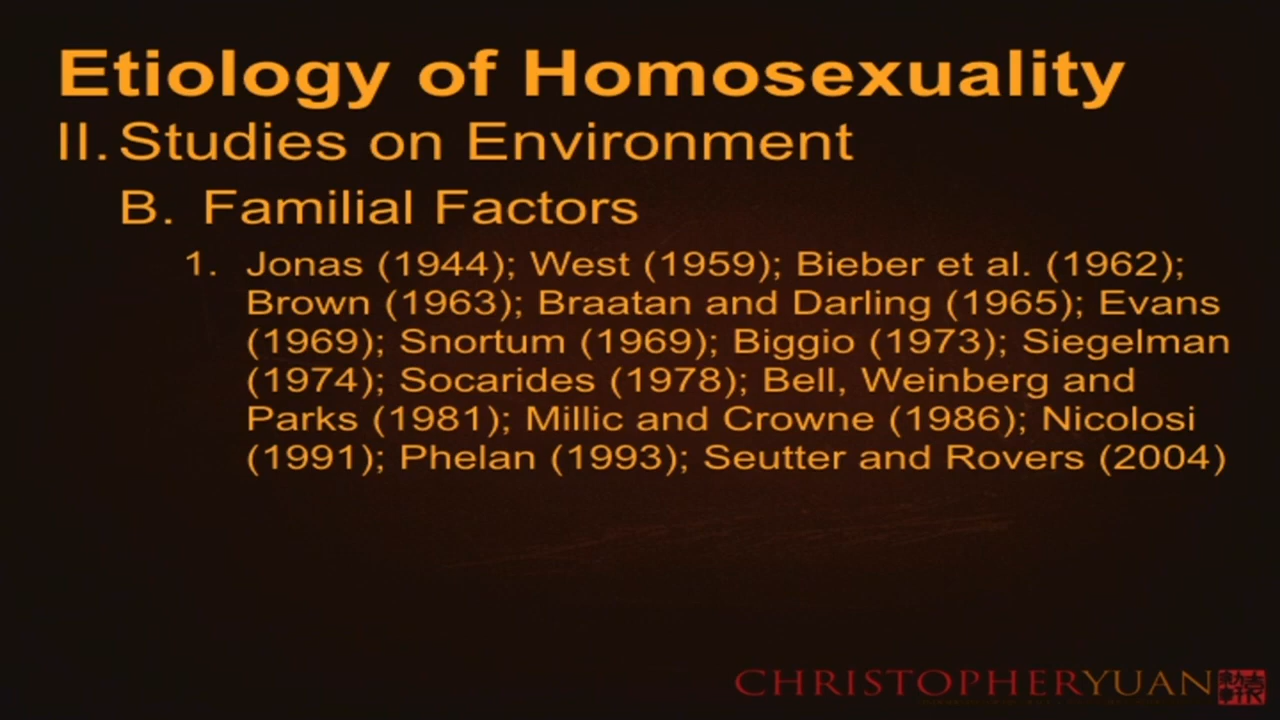 Etiology of Homosexuality
II. Studies on Environment
B. Familial Factors
1. Jonas (1944); West (1959); Bieber et al. (1962);
Brown (1963); Braatan and Darling (1965); Evans
(1969); Snortum (1969); Biggio (1973); Siegelman
(1974); Socarides (1978); Bell, Weinberg and
Parks (1981); Millic and Crowne (1986); Nicolosi
(1991); Phelan (1993); Seutter and Rovers (2004)
CHRISTOPHERYUAN